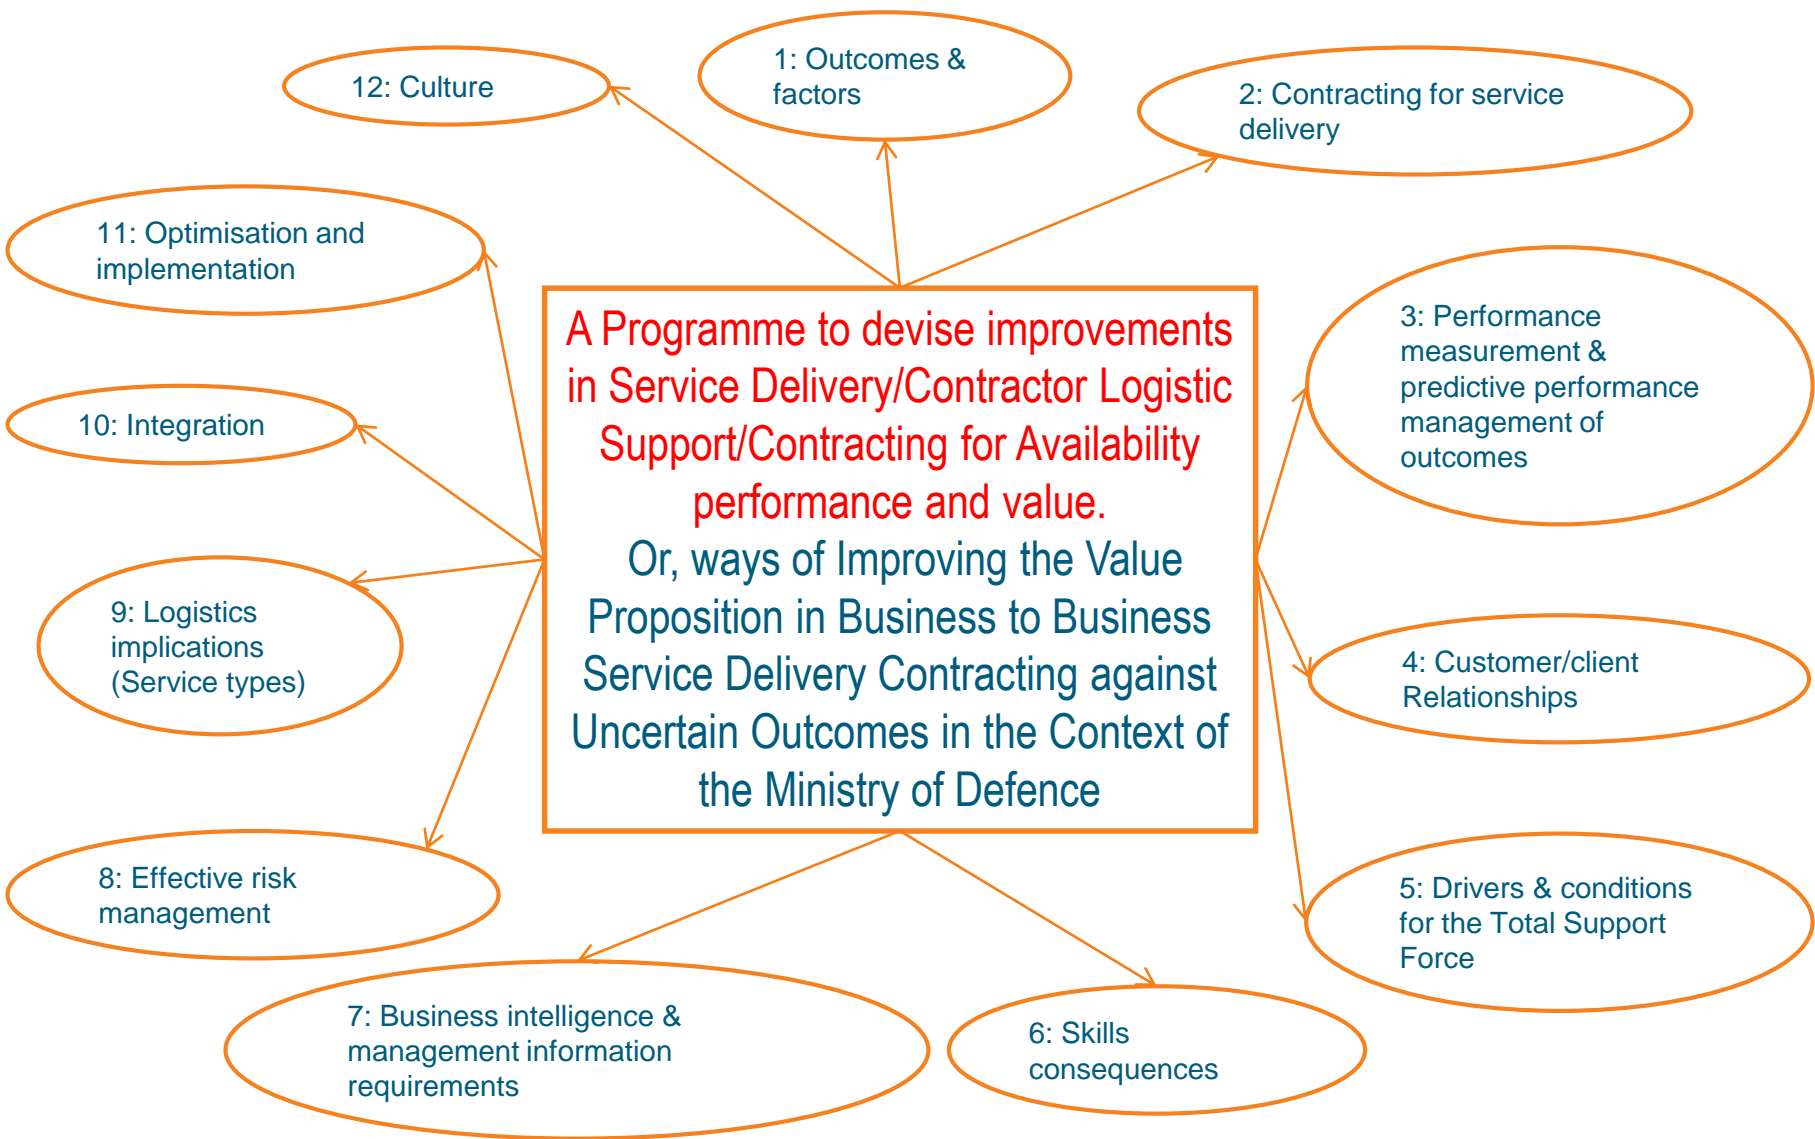 1: Outcomes &
factors
2: Contracting for service
delivery
3: Performance
measurement &
predictive performance
management of
outcomes
4: Customer/client
Relationships
5: Drivers & conditions
for the Total Support
Force
6: Skills
consequences
7: Business intelligence &
management information
requirements
8: Effective risk
management
9: Logistics
implications
(Service types)
10: Integration
11: Optimisation and
implementation
12: Culture
A Programme to devise improvements
in Service Delivery/Contractor Logistic
Support/Contracting for Availability
performance and value.
Or, ways of Improving the Value
Proposition in Business to Business
Service Delivery Contracting against
Uncertain Outcomes in the Context of
the Ministry of Defence